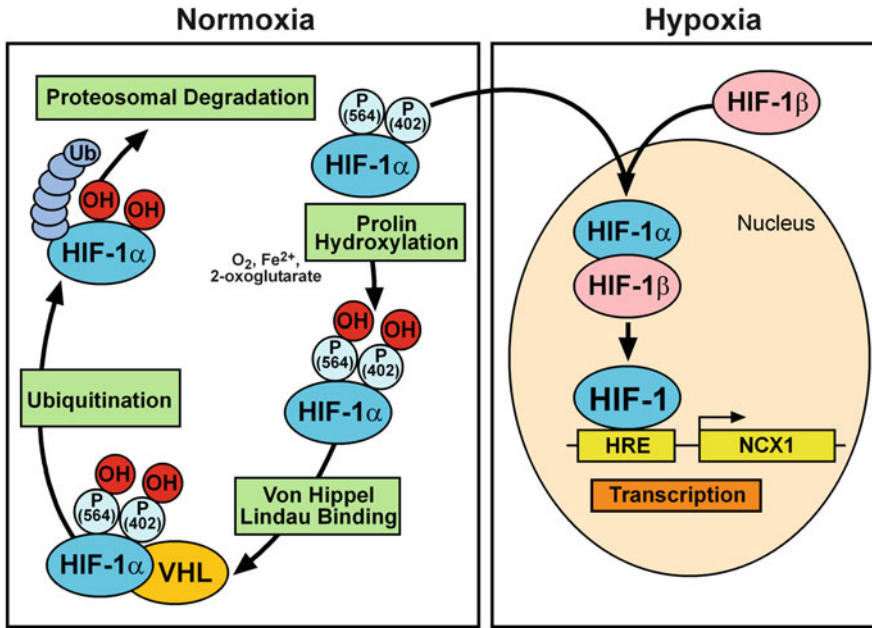 Normoxia
Proteosomal Degradation
Ub
OH
OH
HIF-1α
P
(564)
P
(402)
HIF-1α
Prolin
Hydroxylation
O2, Fe2+,
2-oxoglutarate
OH
OH
P
(564)
P
(402)
HIF-1α
Von Hippel
Lindau Binding
OH
OH
P
(564)
P
(402)
HIF-1α
VHL
Ubiquitination
Hypoxia
HIF-1β
Nucleus
HIF-1α
HIF-1β
HIF-1
HRE
NCX1
Transcription